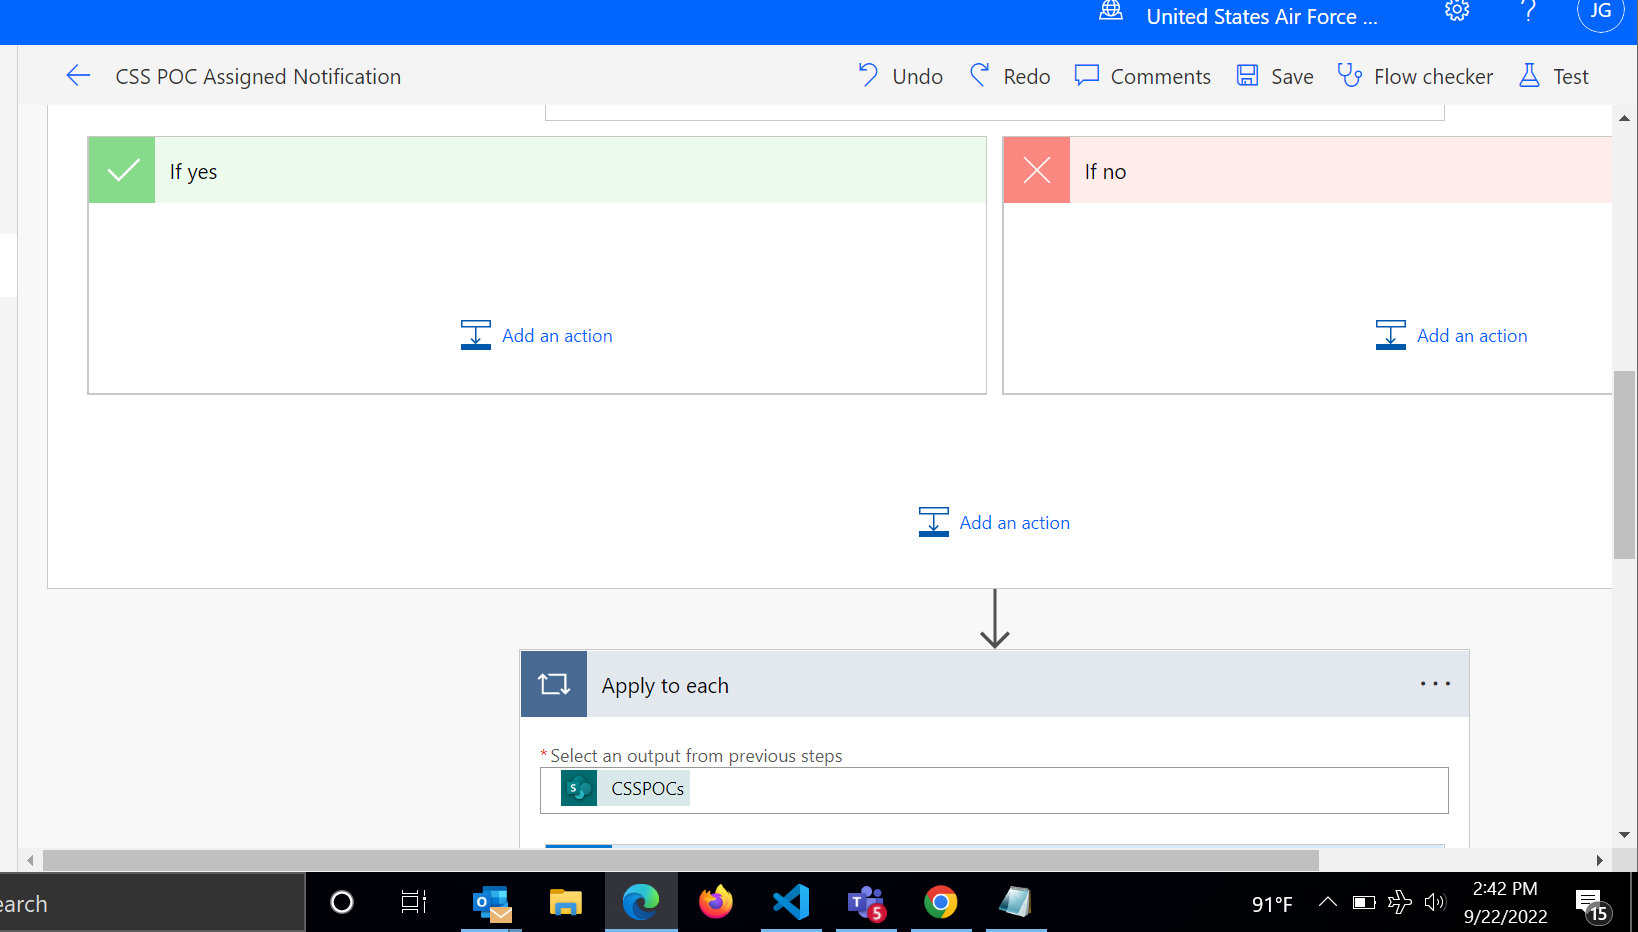 United States Air Force ...
?
JG
CSS POC Assigned Notification
Undo
Redo
Comments
Save
Flow checker
Test
If yes
If no
Add an action
Add an action
Add an action
Apply to each
...
*Select an output from previous steps
S
CSSPOCs
earch
O
T
5
91°F
2:42 PM
9/22/2022
15